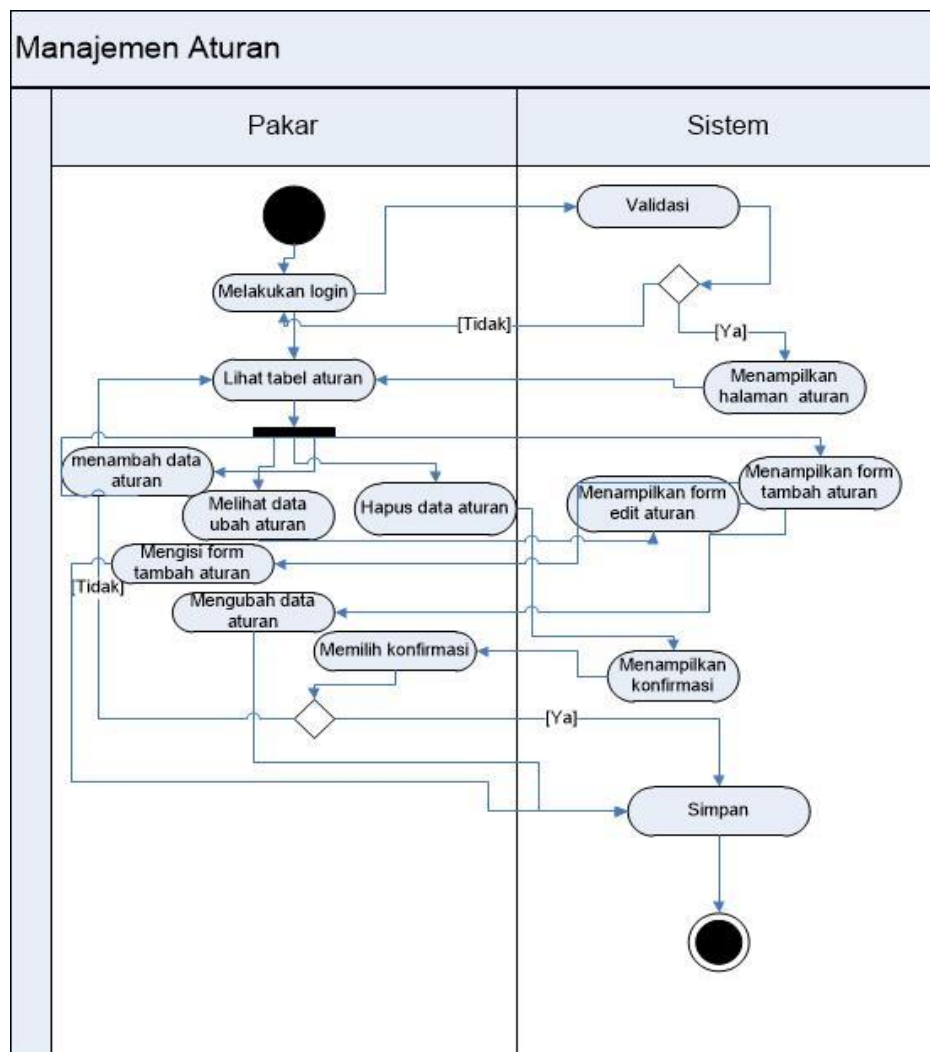 Manajemen Aturan
Pakar
Sistem
Validasi
Melakukan login
[Tidak]
[Ya]
Lihat tabel aturan
Menampilkan
halaman aturan
menambah data
aturan
Melihat data
ubah aturan
Hapus data aturan
Menampilkan form
edit aturan
Menampilkan form
tambah aturan
Mengisi form
tambah aturan
[Tidak]
Mengubah data
aturan
Memilih konfirmasi
Menampilkan
konfirmasi
[Ya]
Simpan